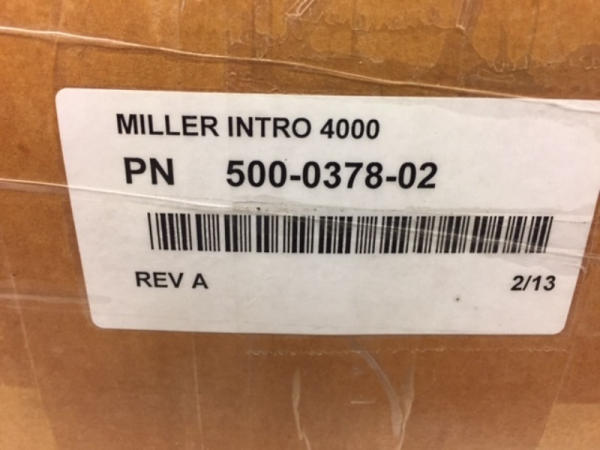 MILLER INTRO 4000
PN 500-0378-02
REV A 2/13